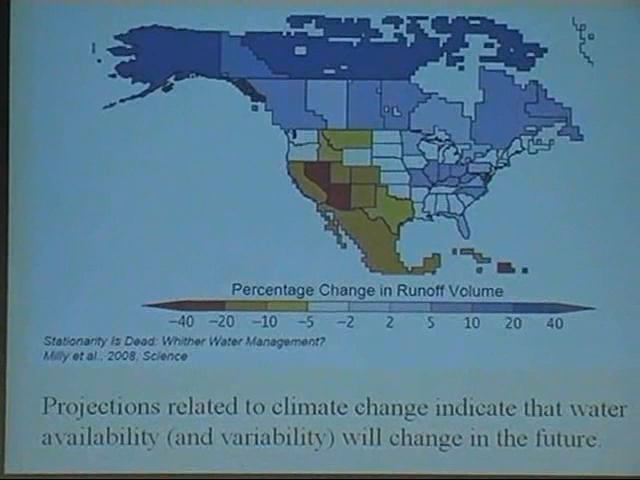 Percentage Change in Runoff Volume
−40 −20 −10 −5 −2 2 5 10 20 40
Stationarity Is Dead: Whither Water Management?
Milly et al., 2008, Science
Projections related to climate change indicate that water
availability (and variability) will change in the future.